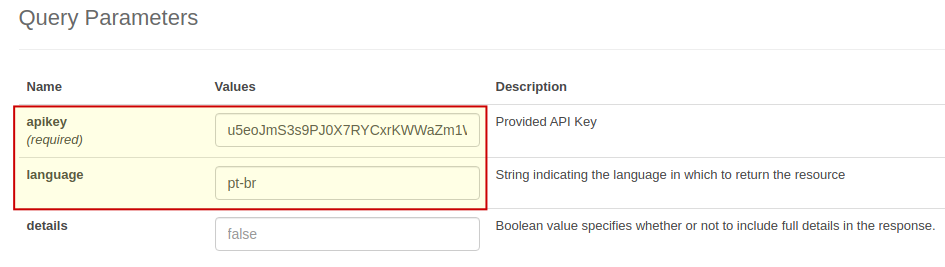 Query Parameters
Name Values Description
apikey u5eoJmS3s9PJ0X7RYCxrKWWaZm1 Provided API Key
(required)
language pt-br String indicating the language in which to return the resource
details false Boolean value specifies whether or not to include full details in the response.